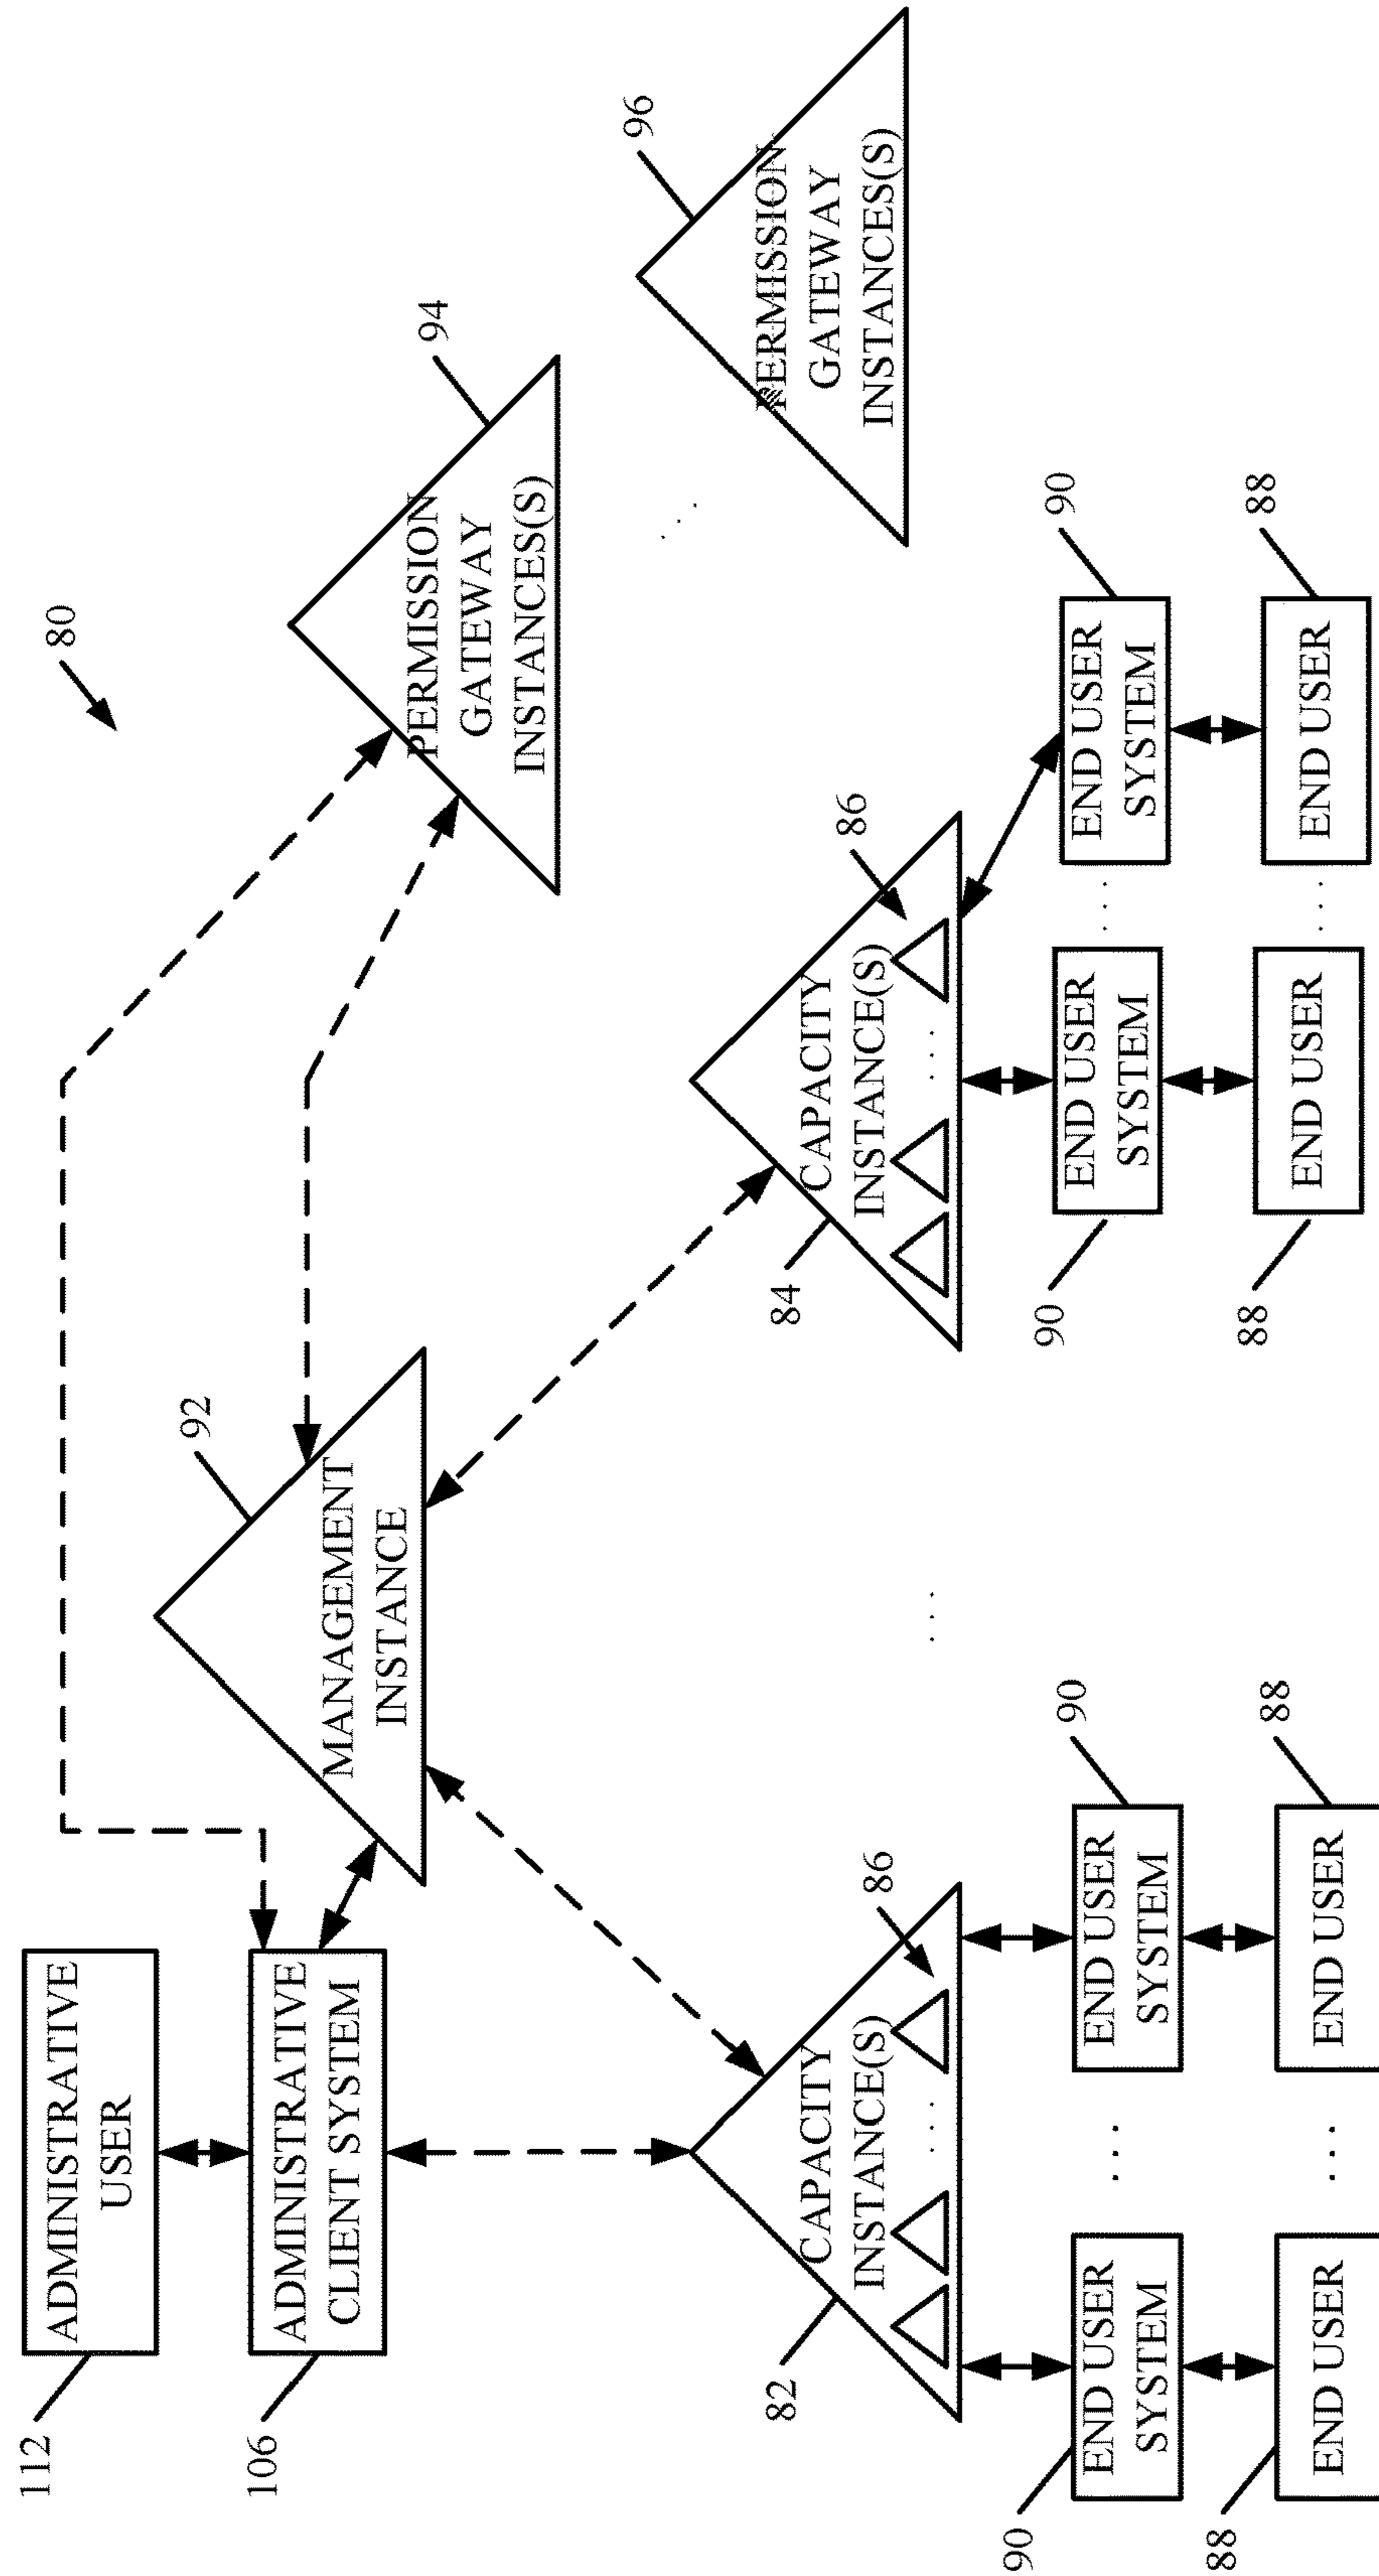 80
112
ADMINISTRATIVE
USER
106
ADMINISTRATIVE
CLIENT SYSTEM
92
MANAGEMENT
INSTANCE
94
PERMISSION
GATEWAY
INSTANCES(S)
96
PERMISSION
GATEWAY
INSTANCES(S)
82
CAPACITY
INSTANCE(S)
86
. . .
. . .
84
CAPACITY
INSTANCE(S)
86
. . .
. . .
90
END USER
SYSTEM
. . .
END USER
SYSTEM
90
90
END USER
SYSTEM
. . .
END USER
SYSTEM
90
88
END USER
. . .
END USER
88
88
END USER
. . .
END USER
88